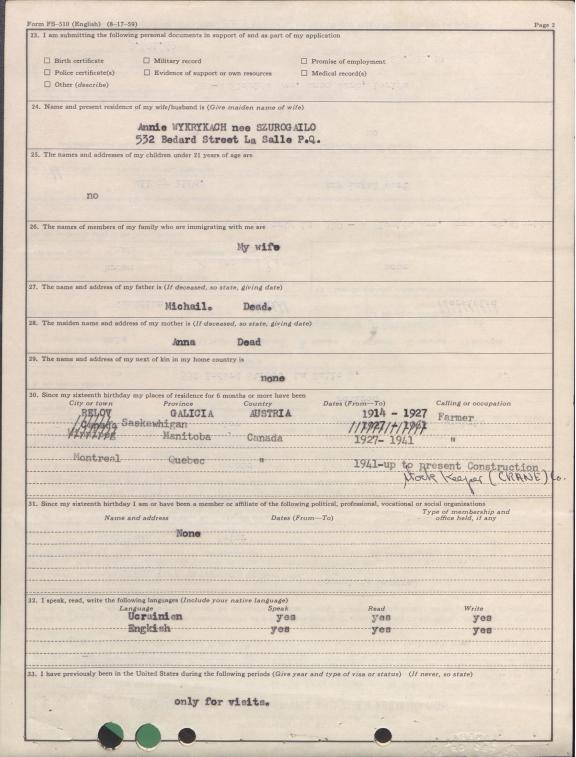 Form FS-510 (English) (8-17-59) Page 2
23. I am submitting the following personal documents in support of and as part of my application
☐ Birth certificate ☐ Military record ☐ Promise of employment
☐ Police certificate(s) ☐ Evidence of support or own resources ☐ Medical record(s)
☐ Other (describe)
24. Name and present residence of my wife/husband is (Give maiden name of wife)
Annie WYKRYKACH nee SZUROGAILO
532 Bedard Street La Salle P.Q.
25. The names and addresses of my children under 21 years of age are
no
26. The names of members of my family who are immigrating with me are
My wife
27. The name and address of my father is (If deceased, so state, giving date)
Michail. Dead.
28. The maiden name and address of my mother is (If deceased, so state, giving date)
Anna Dead
29. The name and address of my next of kin in my home country is
none
30. Since my sixteenth birthday my places of residence for 6 months or more have been
City or town Province Country Dates (From—To) Calling or occupation
RELOV GALICIA AUSTRIA 1914 - 1927 Farmer
Canada Saskewhigan 1927 - 1941
Winnipeg Manitoba Canada 1927- 1941 "
Montreal Quebec " 1941-up to present Construction
Stock Keeper (CRANE) Co.
31. Since my sixteenth birthday I am or have been a member or affiliate of the following political, professional, vocational or social organizations
Name and address Dates (From—To) Type of membership and office held, if any
None
32. I speak, read, write the following languages (Include your native language)
Language Speak Read Write
Ucrainien yes yes yes
Engkish yes yes yes
33. I have previously been in the United States during the following periods (Give year and type of visa or status) (If never, so state)
only for visits.